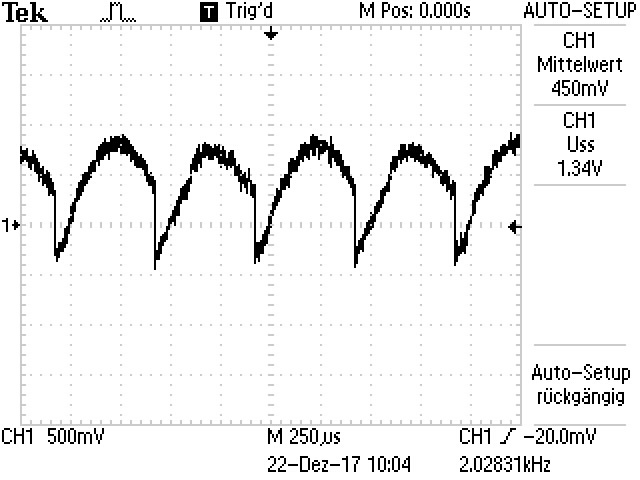 Tek T Trig'd M Pos: 0.000s AUTO-SETUP
CH1
Mittelwert
450mV
CH1
Uss
1.34V
1
Auto-Setup
rückgängig
CH1 500mV M 250µs CH1 -20.0mV
22-Dez-17 10:04 2.02831kHz